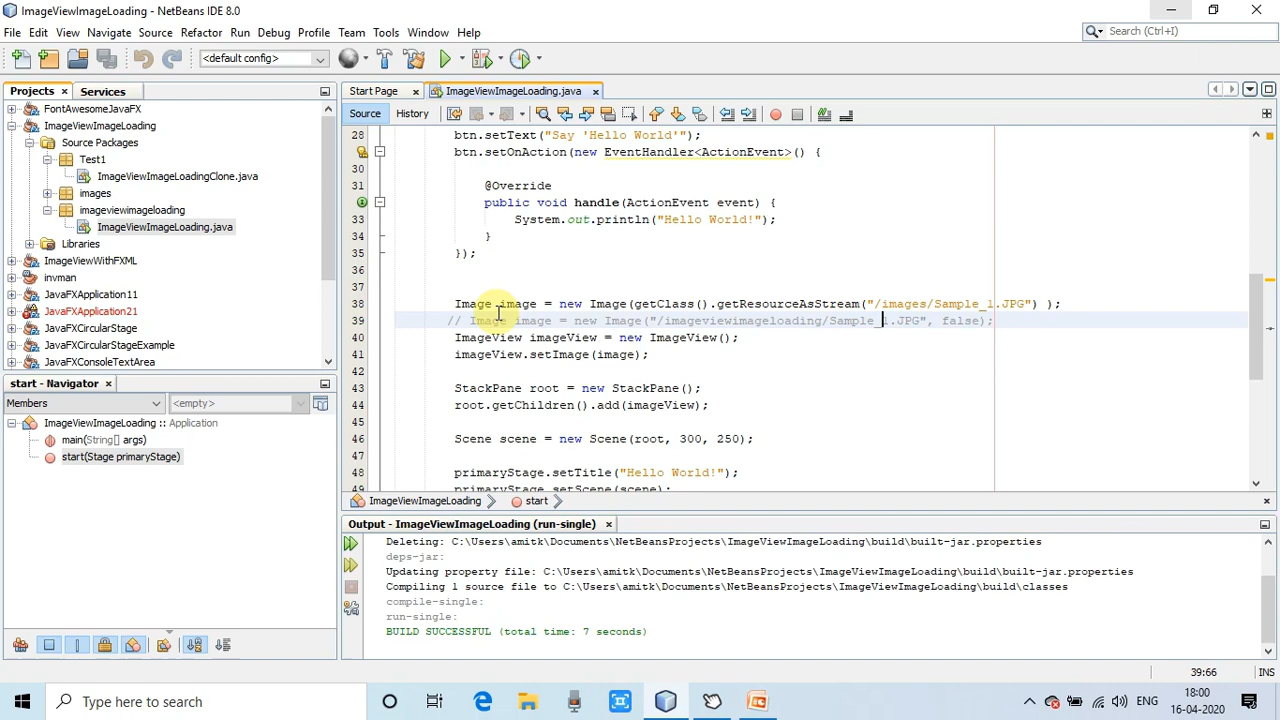 ImageViewImageLoading - NetBeans IDE 8.0
File Edit View Navigate Source Refactor Run Debug Profile Team Tools Window Help
Search (Ctrl+I)
<default config>
Projects
Services
Start Page
ImageViewImageLoading.java
Source History
FontAwesomeJavaFX
ImageViewImageLoading
Source Packages
Test1
ImageViewImageLoadingClone.java
images
imageviewimageloading
ImageViewImageLoading.java
Libraries
ImageViewWithFXML
invman
JavaFXApplication11
JavaFXApplication21
JavaFXCircularStage
JavaFXCircularStageExample
JavaFXConsoleTextArea
28 btn.setText("Say 'Hello World'");
btn.setOnAction(new EventHandler<ActionEvent>() {
30
31 @Override
public void handle(ActionEvent event) {
33 System.out.println("Hello World!");
34 }
35 });
36
37
38 Image image = new Image(getClass().getResourceAsStream("/images/Sample_1.JPG") );
39 // Image image = new Image("/imageviewimageloading/Sample_1.JPG", false);
40 ImageView imageView = new ImageView();
41 imageView.setImage(image);
42
43 StackPane root = new StackPane();
44 root.getChildren().add(imageView);
45
46 Scene scene = new Scene(root, 300, 250);
47
48 primaryStage.setTitle("Hello World!");
49 primaryStage.setScene(scene);
ImageViewImageLoading start
start - Navigator
Members <empty>
ImageViewImageLoading :: Application
main(String[] args)
start(Stage primaryStage)
Output - ImageViewImageLoading (run-single)
Deleting: C:\Users\amitk\Documents\NetBeansProjects\ImageViewImageLoading\build\built-jar.properties
deps-jar:
Updating property file: C:\Users\amitk\Documents\NetBeansProjects\ImageViewImageLoading\build\built-jar.properties
Compiling 1 source file to C:\Users\amitk\Documents\NetBeansProjects\ImageViewImageLoading\build\classes
compile-single:
run-single:
BUILD SUCCESSFUL (total time: 7 seconds)
39:66 INS
Type here to search
ENG
18:00
16-04-2020